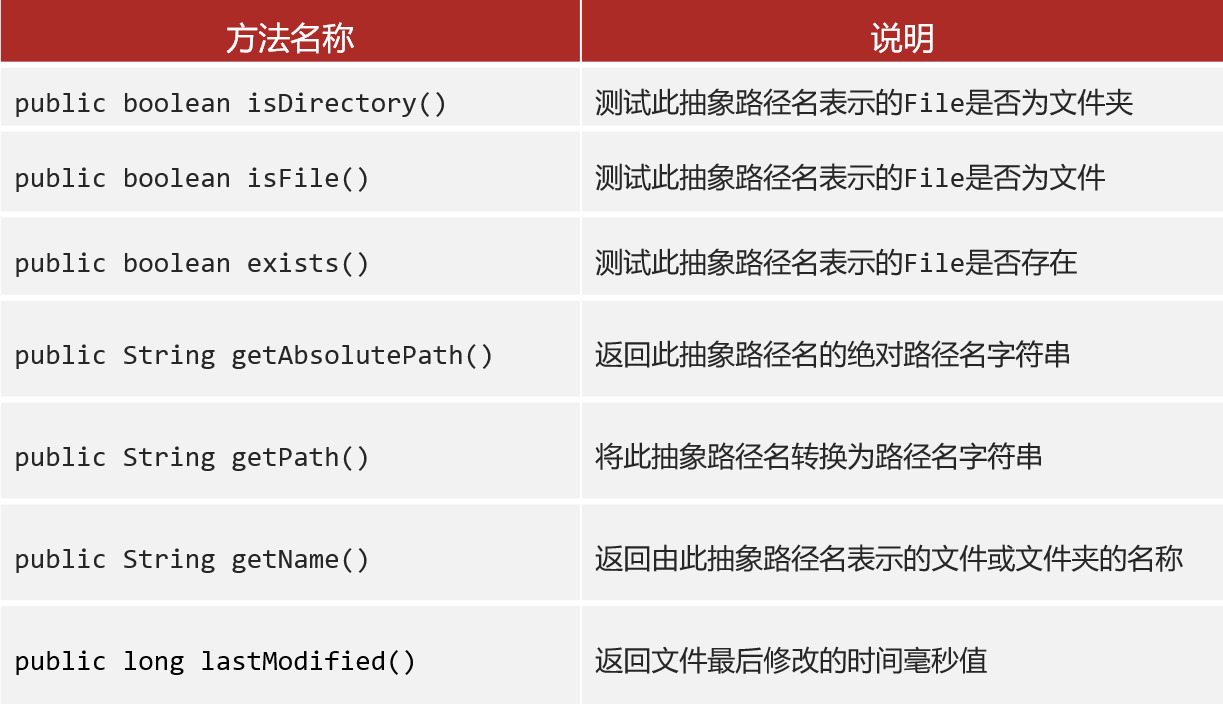 方法名称 说明
public boolean isDirectory() 测试此抽象路径名表示的File是否为文件夹
public boolean isFile() 测试此抽象路径名表示的File是否为文件
public boolean exists() 测试此抽象路径名表示的File是否存在
public String getAbsolutePath() 返回此抽象路径名的绝对路径名字符串
public String getPath() 将此抽象路径名转换为路径名字符串
public String getName() 返回由此抽象路径名表示的文件或文件夹的名称
public long lastModified() 返回文件最后修改的时间毫秒值